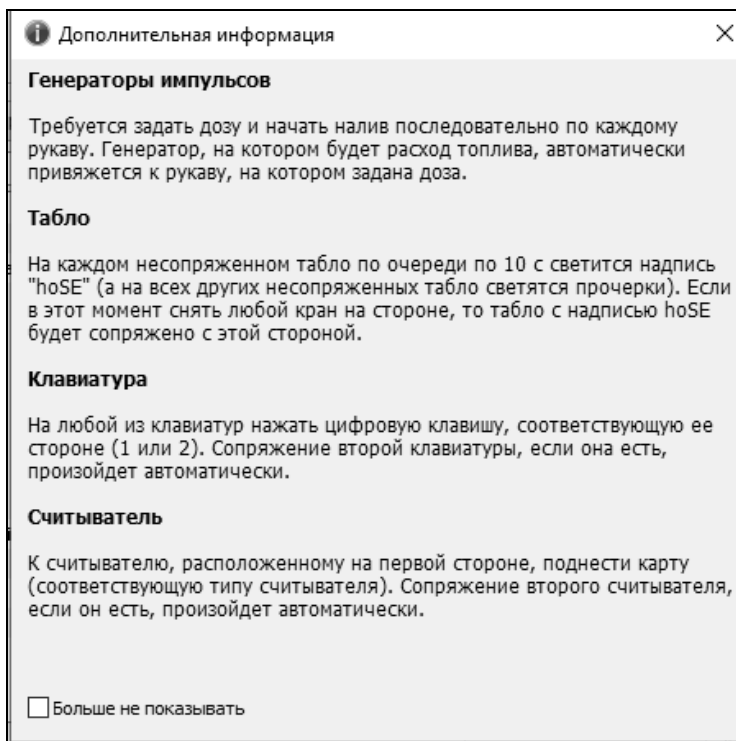 Дополнительная информация
Генераторы импульсов
Требуется задать дозу и начать налив последовательно по каждому
рукаву. Генератор, на котором будет расход топлива, автоматически
привяжется к рукаву, на котором задана доза.
Табло
На каждом несопряженном табло по очереди по 10 с светится надпись
"hoSE" (а на всех других несопряженных табло светятся прочерки). Если
в этот момент снять любой кран на стороне, то табло с надписью hoSE
будет сопряжено с этой стороной.
Клавиатура
На любой из клавиатур нажать цифровую клавишу, соответствующую ее
стороне (1 или 2). Сопряжение второй клавиатуры, если она есть,
произойдет автоматически.
Считыватель
К считывателю, расположенному на первой стороне, поднести карту
(соответствующую типу считывателя). Сопряжение второго считывателя,
если он есть, произойдет автоматически.
Больше не показывать